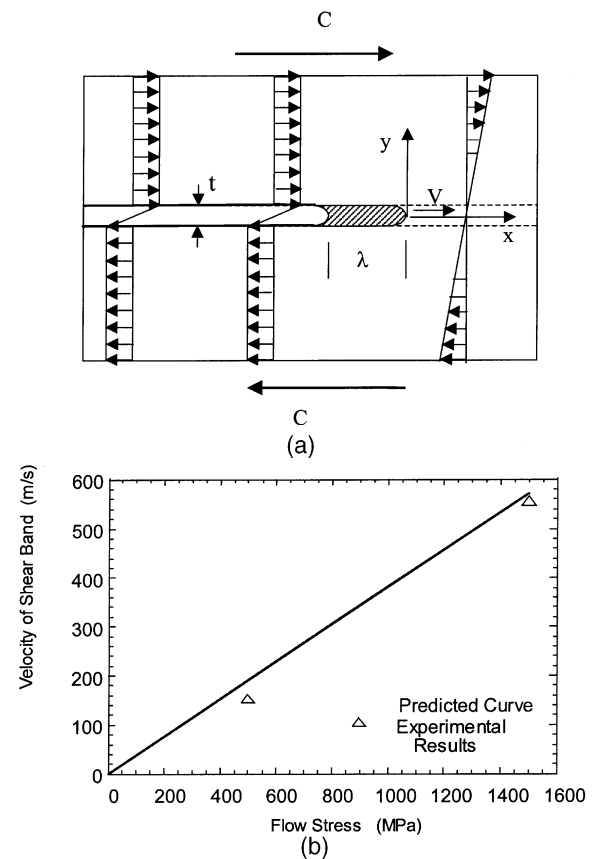 C
y
t
V
x
λ
C
(a)
600
500
400
300
200
100
0
Velocity of Shear Band (m/s)
Predicted Curve
Experimental
Results
0 200 400 600 800 1000 1200 1400 1600
Flow Stress (MPa)
(b)